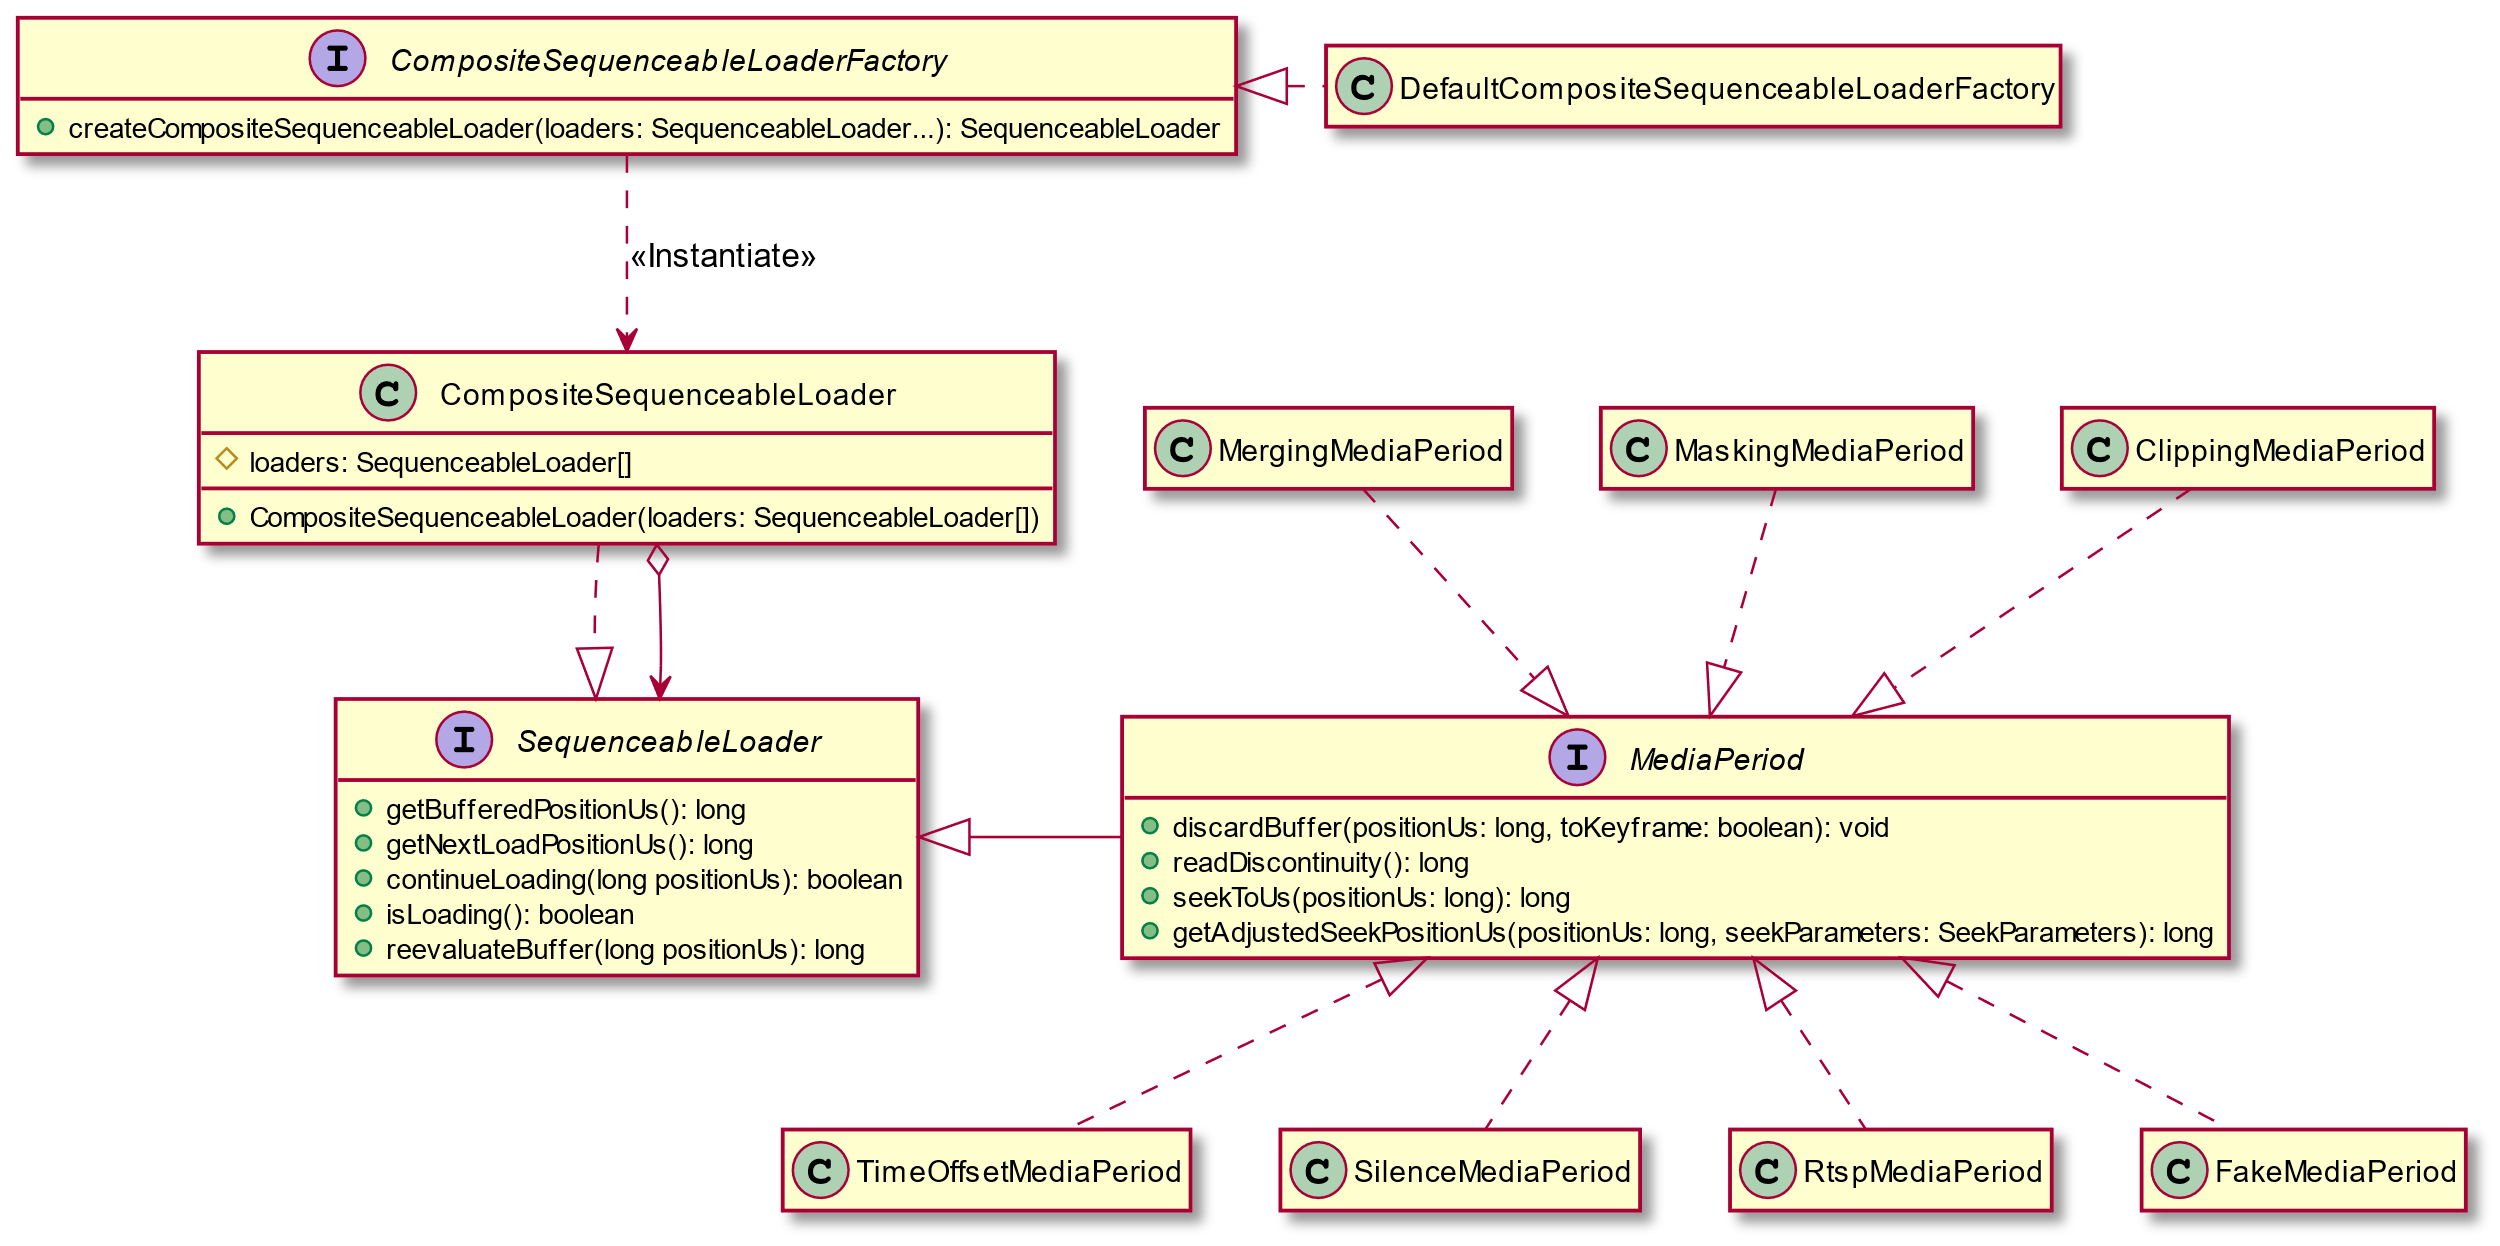 I CompositeSequenceableLoaderFactory
createCompositeSequenceableLoader(loaders: SequenceableLoader...): SequenceableLoader
C DefaultCompositeSequenceableLoaderFactory
«Instantiate»
C CompositeSequenceableLoader
loaders: SequenceableLoader[]
CompositeSequenceableLoader(loaders: SequenceableLoader[])
C MergingMediaPeriod
C MaskingMediaPeriod
C ClippingMediaPeriod
I SequenceableLoader
getBufferedPositionUs(): long
getNextLoadPositionUs(): long
continueLoading(long positionUs): boolean
isLoading(): boolean
reevaluateBuffer(long positionUs): long
I MediaPeriod
discardBuffer(positionUs: long, toKeyframe: boolean): void
readDiscontinuity(): long
seekToUs(positionUs: long): long
getAdjustedSeekPositionUs(positionUs: long, seekParameters: SeekParameters): long
C TimeOffsetMediaPeriod
C SilenceMediaPeriod
C RtspMediaPeriod
C FakeMediaPeriod